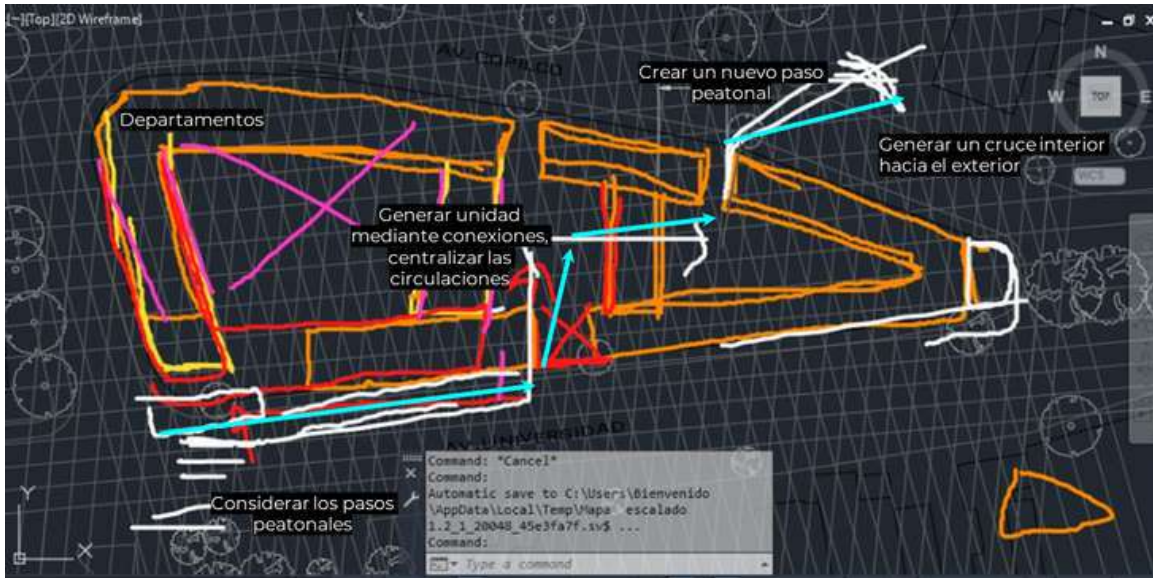 [−][Top][2D Wireframe]
AV. COPILCO
N
W
TOP
E
WCS
Crear un nuevo paso
peatonal
Departamentos
Generar un cruce interior
hacia el exterior
Generar unidad
mediante conexiones,
centralizar las
circulaciones
AV. UNIVERSIDAD
Considerar los pasos
peatonales
Y
X
Command: *Cancel*
Command:
Automatic save to C:\Users\Bienvenido
\AppData\Local\Temp\Mapa escalado
1.2_1_20048_45e3fa7f.sv$ ...
Command:
Type a command